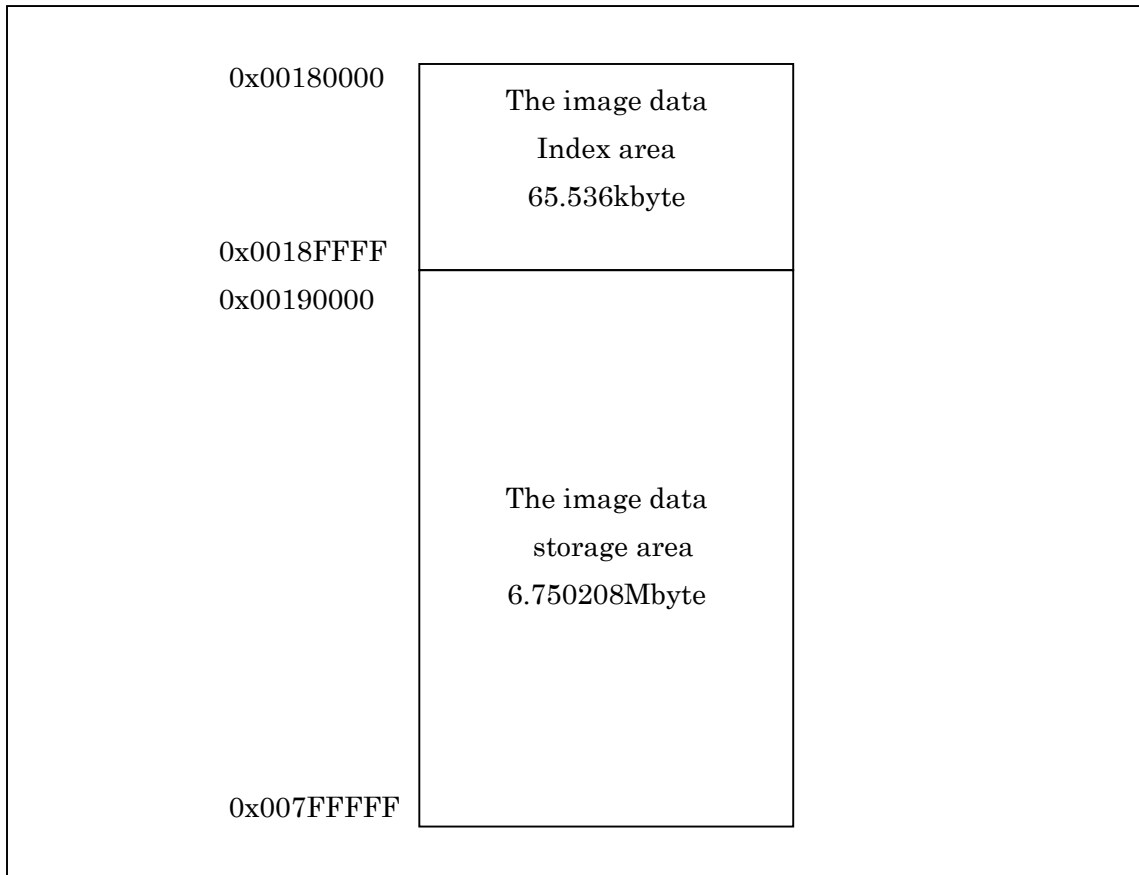 0x00180000
The image data
Index area
65.536kbyte
0x0018FFFF
0x00190000
The image data
storage area
6.750208Mbyte
0x007FFFFF